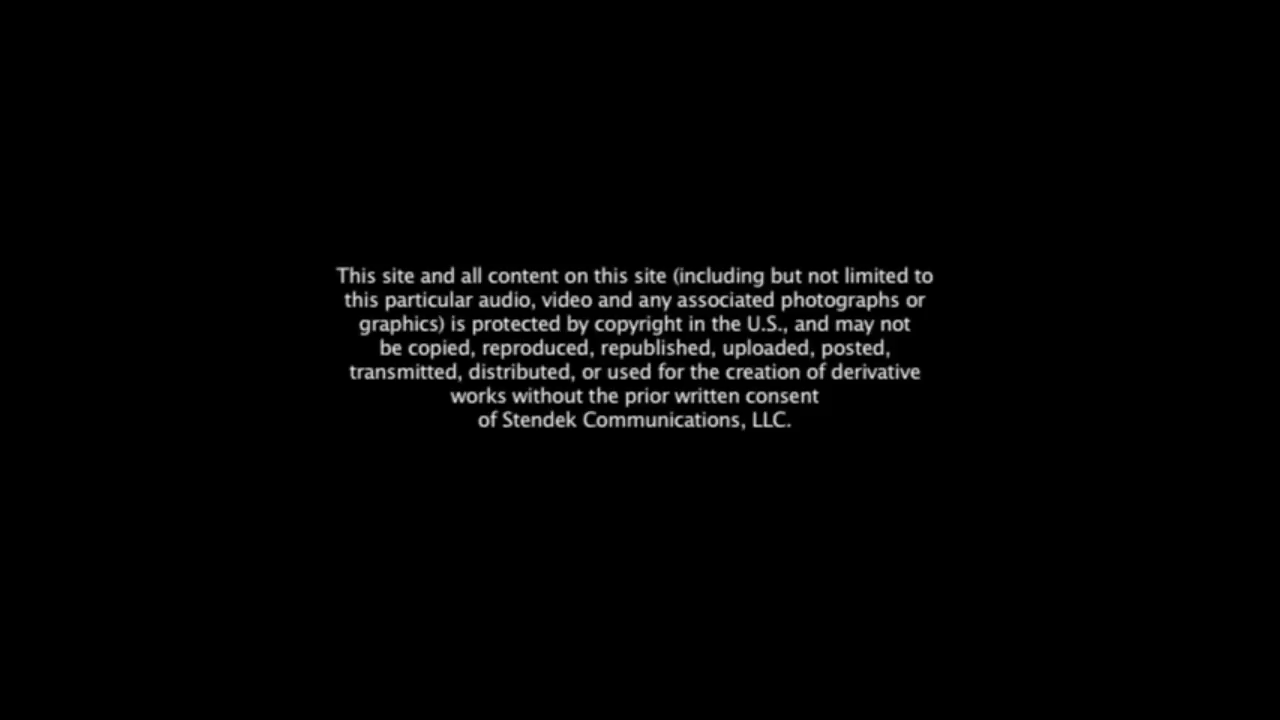 This site and all content on this site (including but not limited to
this particular audio, video and any associated photographs or
graphics) is protected by copyright in the U.S., and may not
be copied, reproduced, republished, uploaded, posted,
transmitted, distributed, or used for the creation of derivative
works without the prior written consent
of Stendek Communications, LLC.